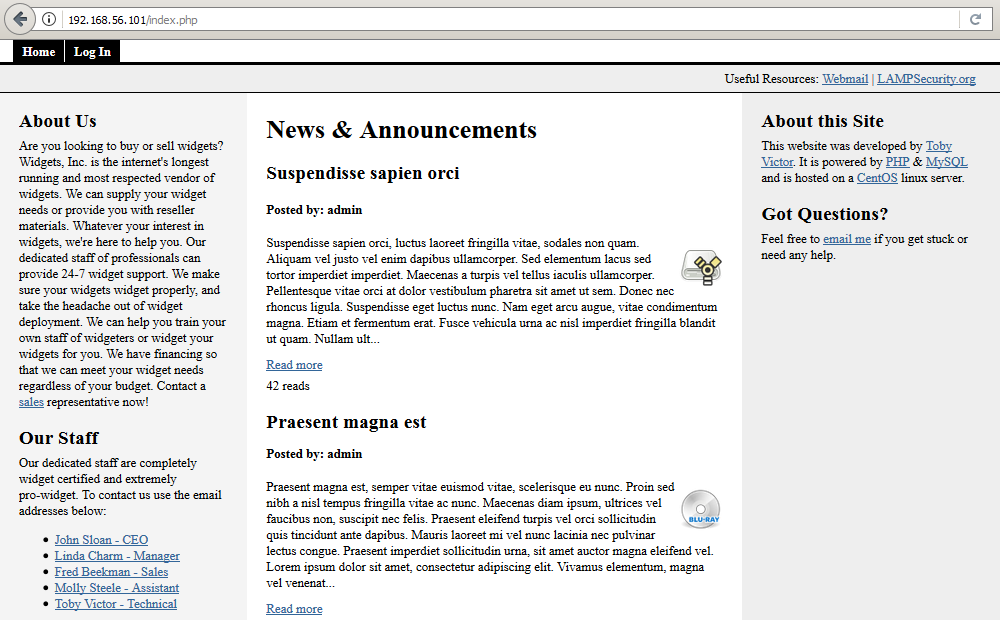 192.168.56.101/index.php
Home Log In
Useful Resources: Webmail | LAMPSecurity.org
About Us
Are you looking to buy or sell widgets?
Widgets, Inc. is the internet's longest
running and most respected vendor of
widgets. We can supply your widget
needs or provide you with reseller
materials. Whatever your interest in
widgets, we're here to help you. Our
dedicated staff of professionals can
provide 24-7 widget support. We make
sure your widgets widget properly, and
take the headache out of widget
deployment. We can help you train your
own staff of widgeters or widget your
widgets for you. We have financing so
that we can meet your widget needs
regardless of your budget. Contact a
sales representative now!
Our Staff
Our dedicated staff are completely
widget certified and extremely
pro-widget. To contact us use the email
addresses below:
John Sloan - CEO
Linda Charm - Manager
Fred Beekman - Sales
Molly Steele - Assistant
Toby Victor - Technical
News & Announcements
Suspendisse sapien orci
Posted by: admin
Suspendisse sapien orci, luctus laoreet fringilla vitae, sodales non quam.
Aliquam vel justo vel enim dapibus ullamcorper. Sed elementum lacus sed
tortor imperdiet imperdiet. Maecenas a turpis vel tellus iaculis ullamcorper.
Pellentesque vitae orci at dolor vestibulum pharetra sit amet ut sem. Donec nec
rhoncus ligula. Suspendisse eget luctus nunc. Nam eget arcu augue, vitae condimentum
magna. Etiam et fermentum erat. Fusce vehicula urna ac nisl imperdiet fringilla blandit
ut quam. Nullam ult...
Read more
42 reads
Praesent magna est
Posted by: admin
Praesent magna est, semper vitae euismod vitae, scelerisque eu nunc. Proin sed
nibh a nisl tempus fringilla vitae ac nunc. Maecenas diam ipsum, ultrices vel
faucibus non, suscipit nec felis. Praesent eleifend turpis vel orci sollicitudin
quis tincidunt ante dapibus. Mauris laoreet mi vel nunc lacinia nec pulvinar
lectus congue. Praesent imperdiet sollicitudin urna, sit amet auctor magna eleifend vel.
Lorem ipsum dolor sit amet, consectetur adipiscing elit. Vivamus elementum, magna
vel venenat...
BLU-RAY
Read more
About this Site
This website was developed by Toby
Victor. It is powered by PHP & MySQL
and is hosted on a CentOS linux server.
Got Questions?
Feel free to email me if you get stuck or
need any help.